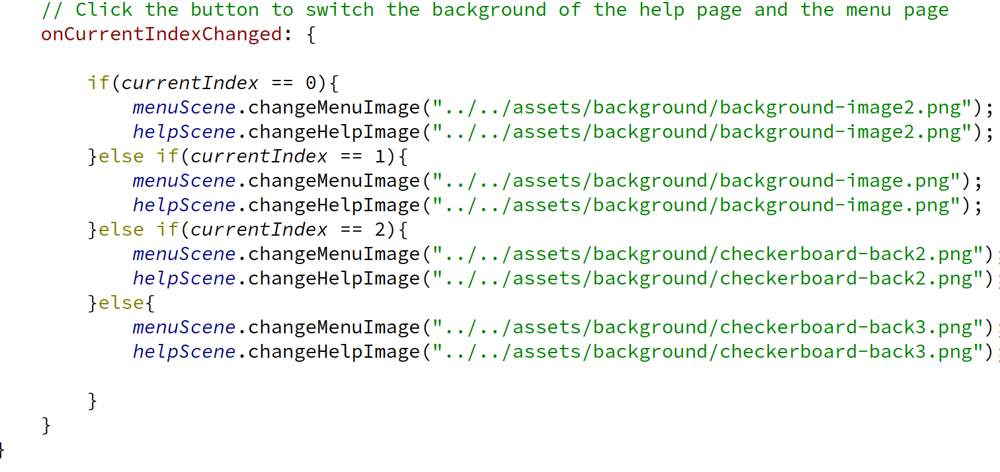 // Click the button to switch the background of the help page and the menu page
onCurrentIndexChanged: {
if(currentIndex == 0){
menuScene.changeMenuImage("../../assets/background/background-image2.png");
helpScene.changeHelpImage("../../assets/background/background-image2.png");
}else if(currentIndex == 1){
menuScene.changeMenuImage("../../assets/background/background-image.png");
helpScene.changeHelpImage("../../assets/background/background-image.png");
}else if(currentIndex == 2){
menuScene.changeMenuImage("../../assets/background/checkerboard-back2.png");
helpScene.changeHelpImage("../../assets/background/checkerboard-back2.png");
}else{
menuScene.changeMenuImage("../../assets/background/checkerboard-back3.png");
helpScene.changeHelpImage("../../assets/background/checkerboard-back3.png");
}
}
}